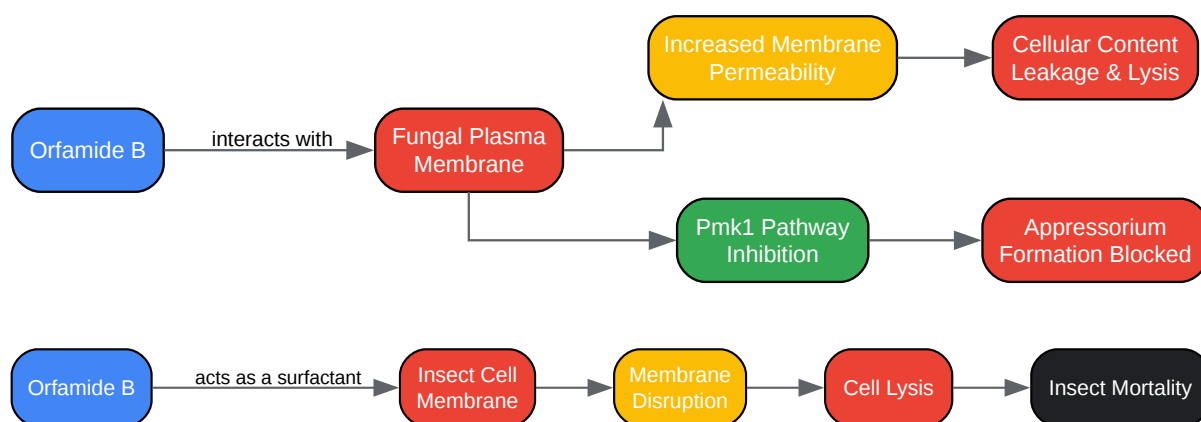 Increased Membrane
Permeability
Cellular Content
Leakage & Lysis
Orfamide B
interacts with
Fungal Plasma
Membrane
Pmk1 Pathway
Inhibition
Appressorium
Formation Blocked
Orfamide B
acts as a surfactant
Insect Cell
Membrane
Membrane
Disruption
Cell Lysis
Insect Mortality